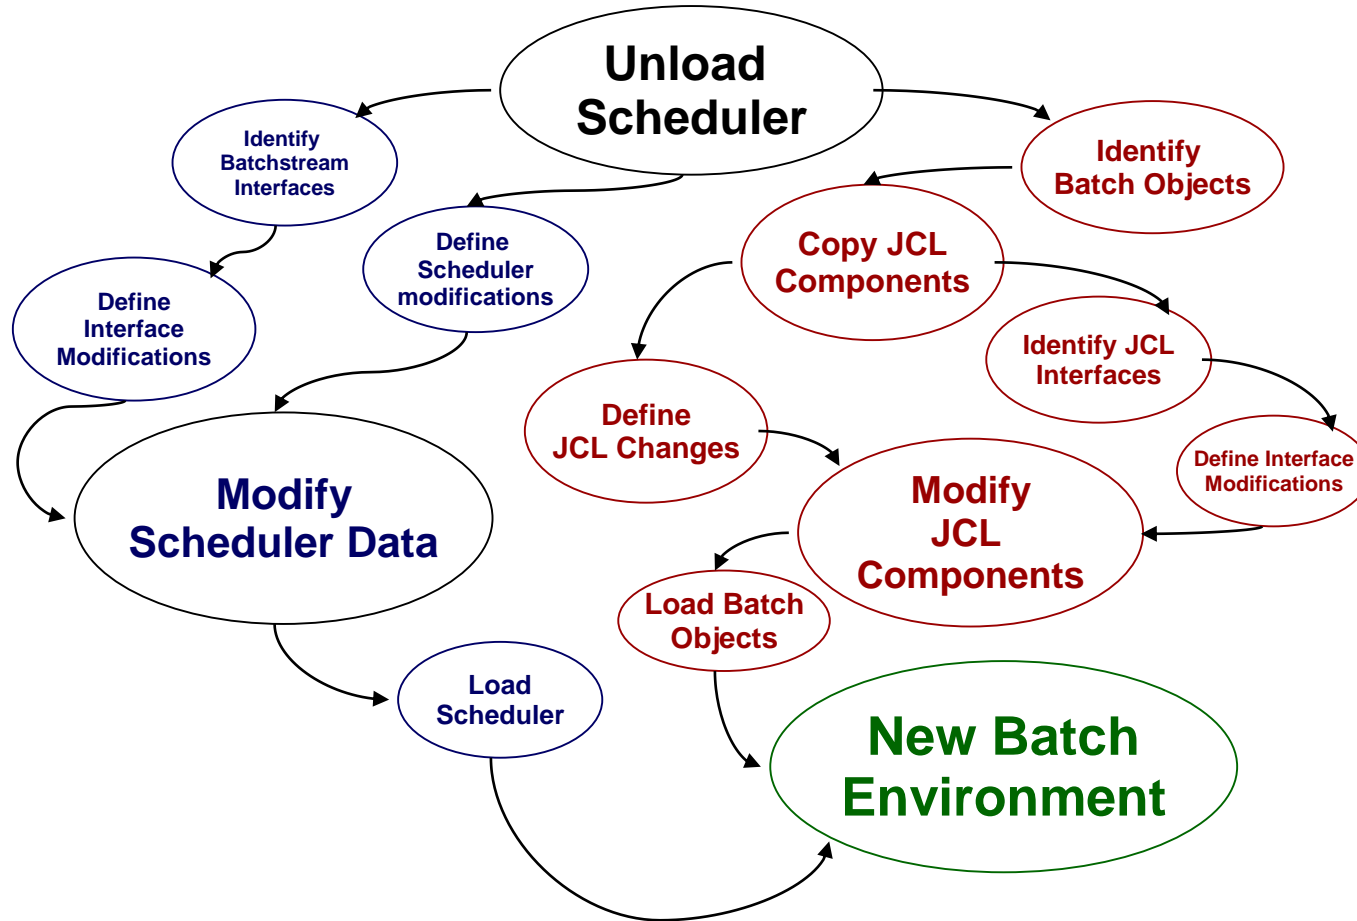 Unload
Scheduler
Identify
Batchstream
Interfaces
Identify
Batch Objects
Define
Scheduler
modifications
Copy JCL
Components
Define
Interface
Modifications
Identify JCL
Interfaces
Define
JCL Changes
Define Interface
Modifications
Modify
Scheduler Data
Modify
JCL
Components
Load Batch
Objects
Load
Scheduler
New Batch
Environment